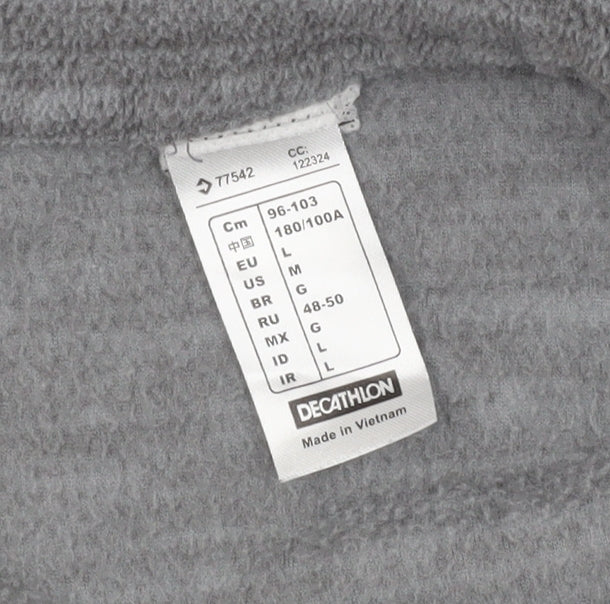 77542 CC: 122324
Cm 96-103
中国 180/100A
EU L
US M
BR G
RU 48-50
MX G
ID L
IR L
DECATHLON
Made in Vietnam